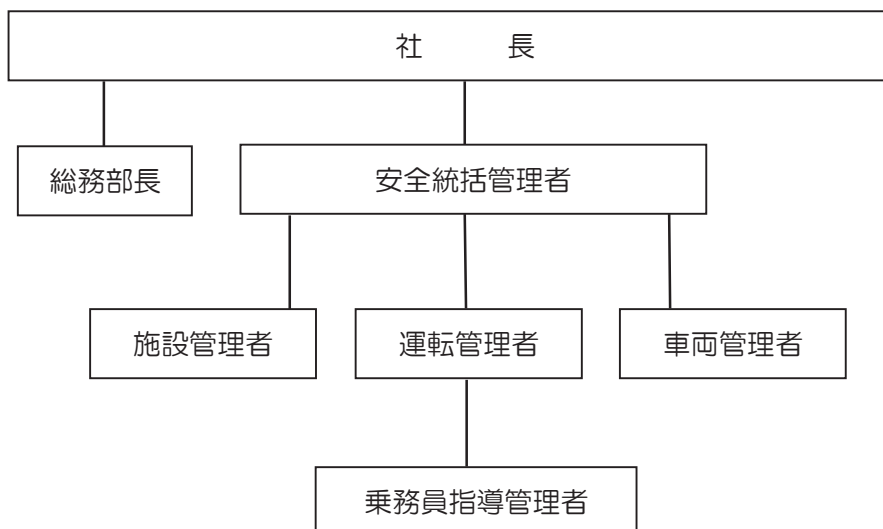 社　長
総務部長
安全統括管理者
施設管理者
運転管理者
車両管理者
乗務員指導管理者